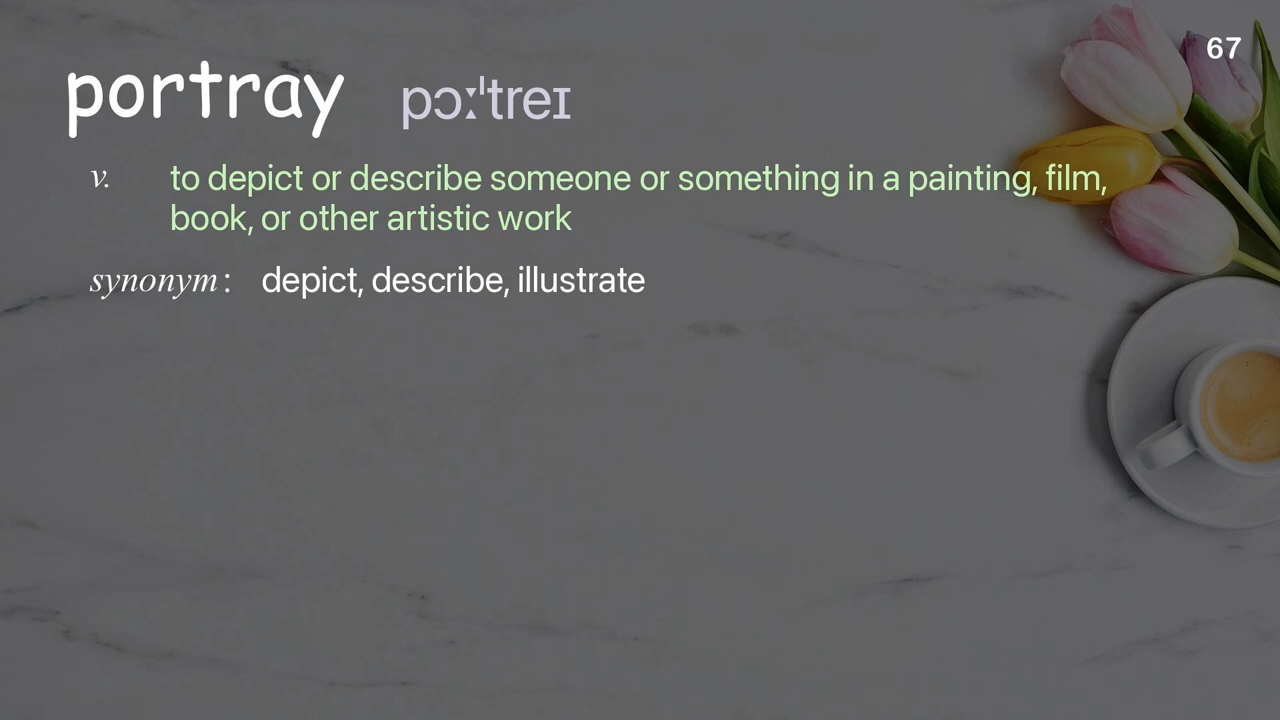 67
portray pɔːˈtreɪ
v. to depict or describe someone or something in a painting, film,
book, or other artistic work
synonym: depict, describe, illustrate